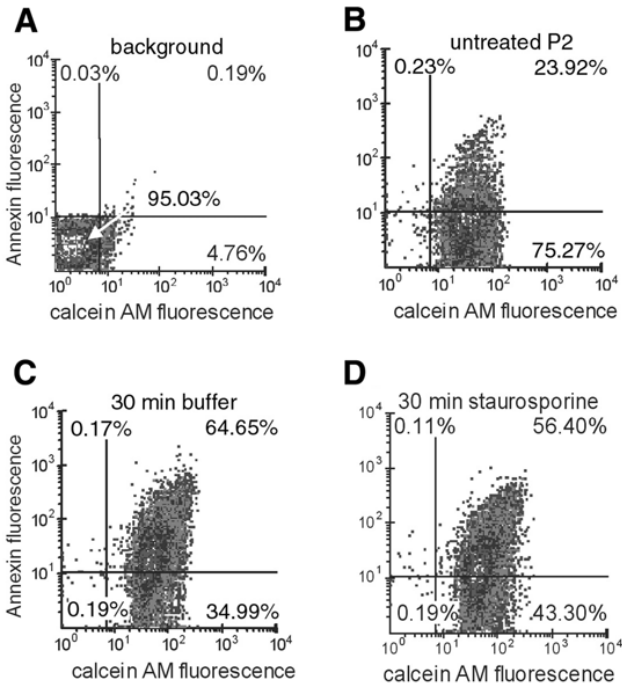 A
background
0.03%
0.19%
10^4
10^3
10^2
10^1
95.03%
4.76%
10^0 10^1 10^2 10^3 10^4
Annexin fluorescence
calcein AM fluorescence
B
untreated P2
0.23%
23.92%
10^4
10^3
10^2
10^1
75.27%
10^0 10^1 10^2 10^3 10^4
calcein AM fluorescence
C
30 min buffer
0.17%
64.65%
10^4
10^3
10^2
10^1
0.19%
34.99%
10^0 10^1 10^2 10^3 10^4
Annexin fluorescence
calcein AM fluorescence
D
30 min staurosporine
0.11%
56.40%
10^4
10^3
10^2
10^1
0.19%
43.30%
10^0 10^1 10^2 10^3 10^4
calcein AM fluorescence